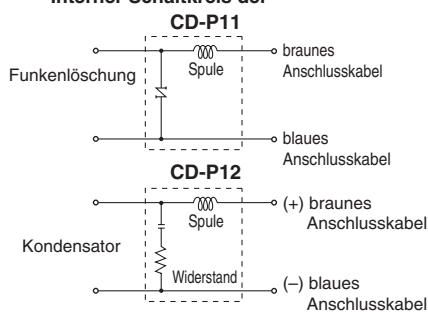 Interner Schaltkreis der
CD-P11
braunes
Anschlusskabel
Spule
Funkenlöschung
blaues
Anschlusskabel
CD-P12
(+) braunes
Anschlusskabel
Spule
Kondensator
Widerstand
(–) blaues
Anschlusskabel